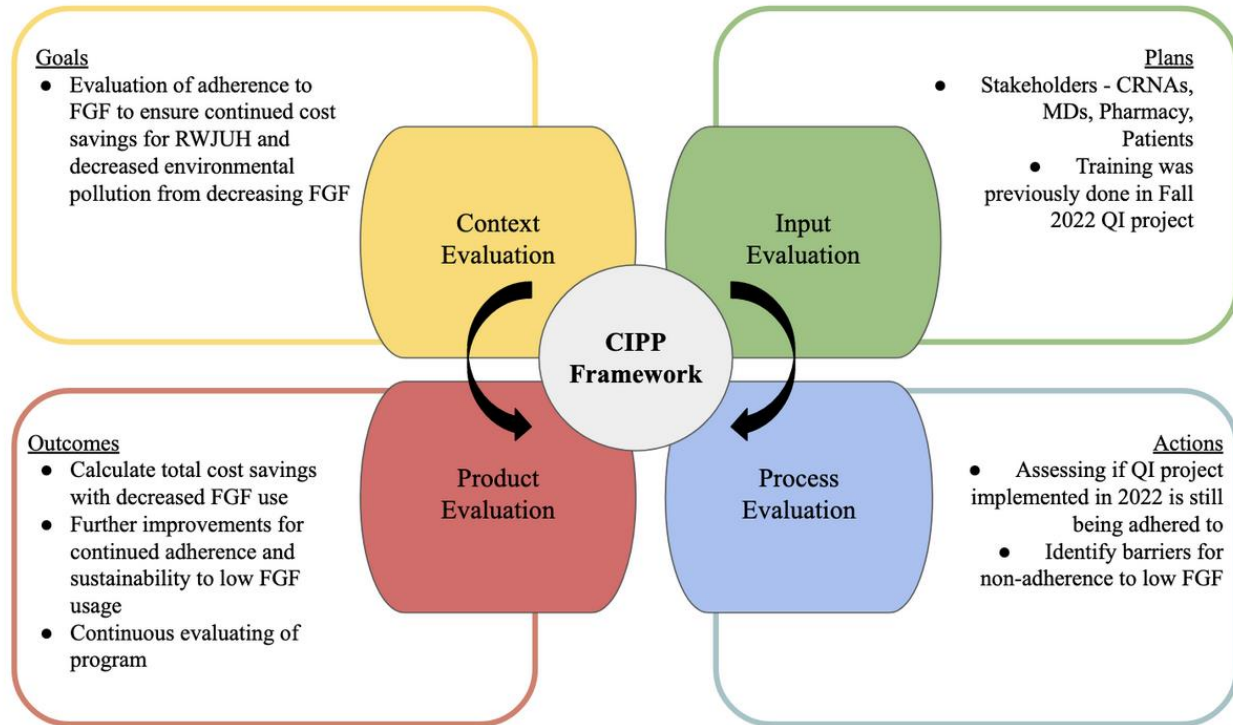 Goals
● Evaluation of adherence to
FGF to ensure continued cost
savings for RWJUH and
decreased environmental
pollution from decreasing FGF
Context
Evaluation
Plans
● Stakeholders - CRNAs,
MDs, Pharmacy,
Patients
● Training was
previously done in Fall
2022 QI project
Input
Evaluation
CIPP
Framework
Outcomes
● Calculate total cost savings
with decreased FGF use
● Further improvements for
continued adherence and
sustainability to low FGF
usage
● Continuous evaluating of
program
Product
Evaluation
Process
Evaluation
Actions
● Assessing if QI project
implemented in 2022 is still
being adhered to
● Identify barriers for
non-adherence to low FGF